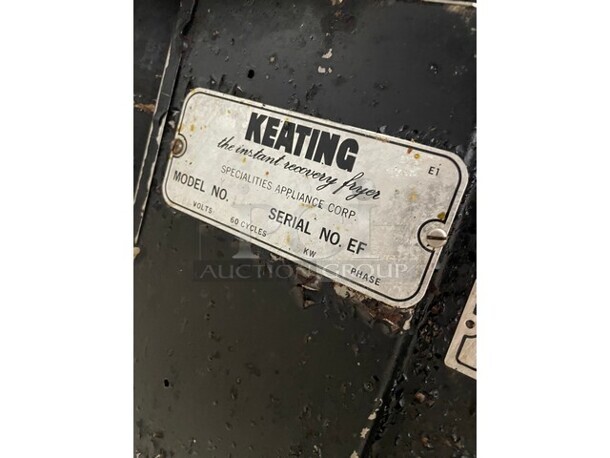 KEATING
E1
the instant recovery fryer
SPECIALITIES APPLIANCE CORP.
MODEL NO.
SERIAL NO. EF
VOLTS 60 CYCLES KW PHASE
AUCTION GROUP